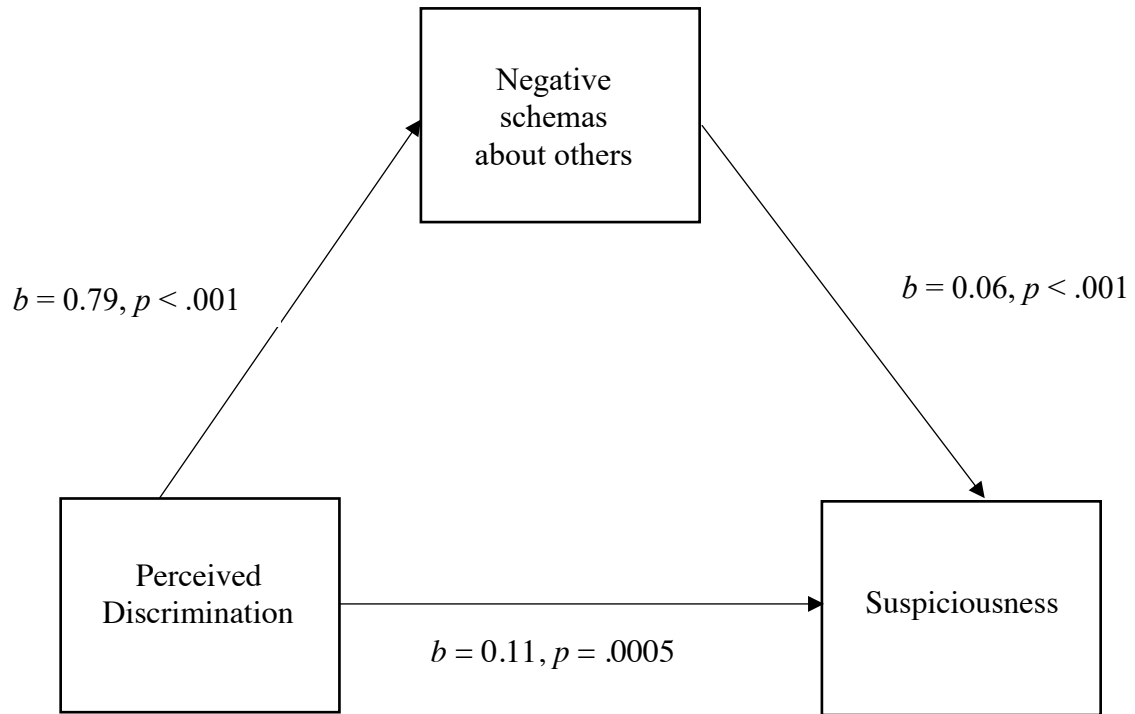 Negative
schemas
about others
b = 0.79, p < .001
b = 0.06, p < .001
Perceived
Discrimination
Suspiciousness
b = 0.11, p = .0005